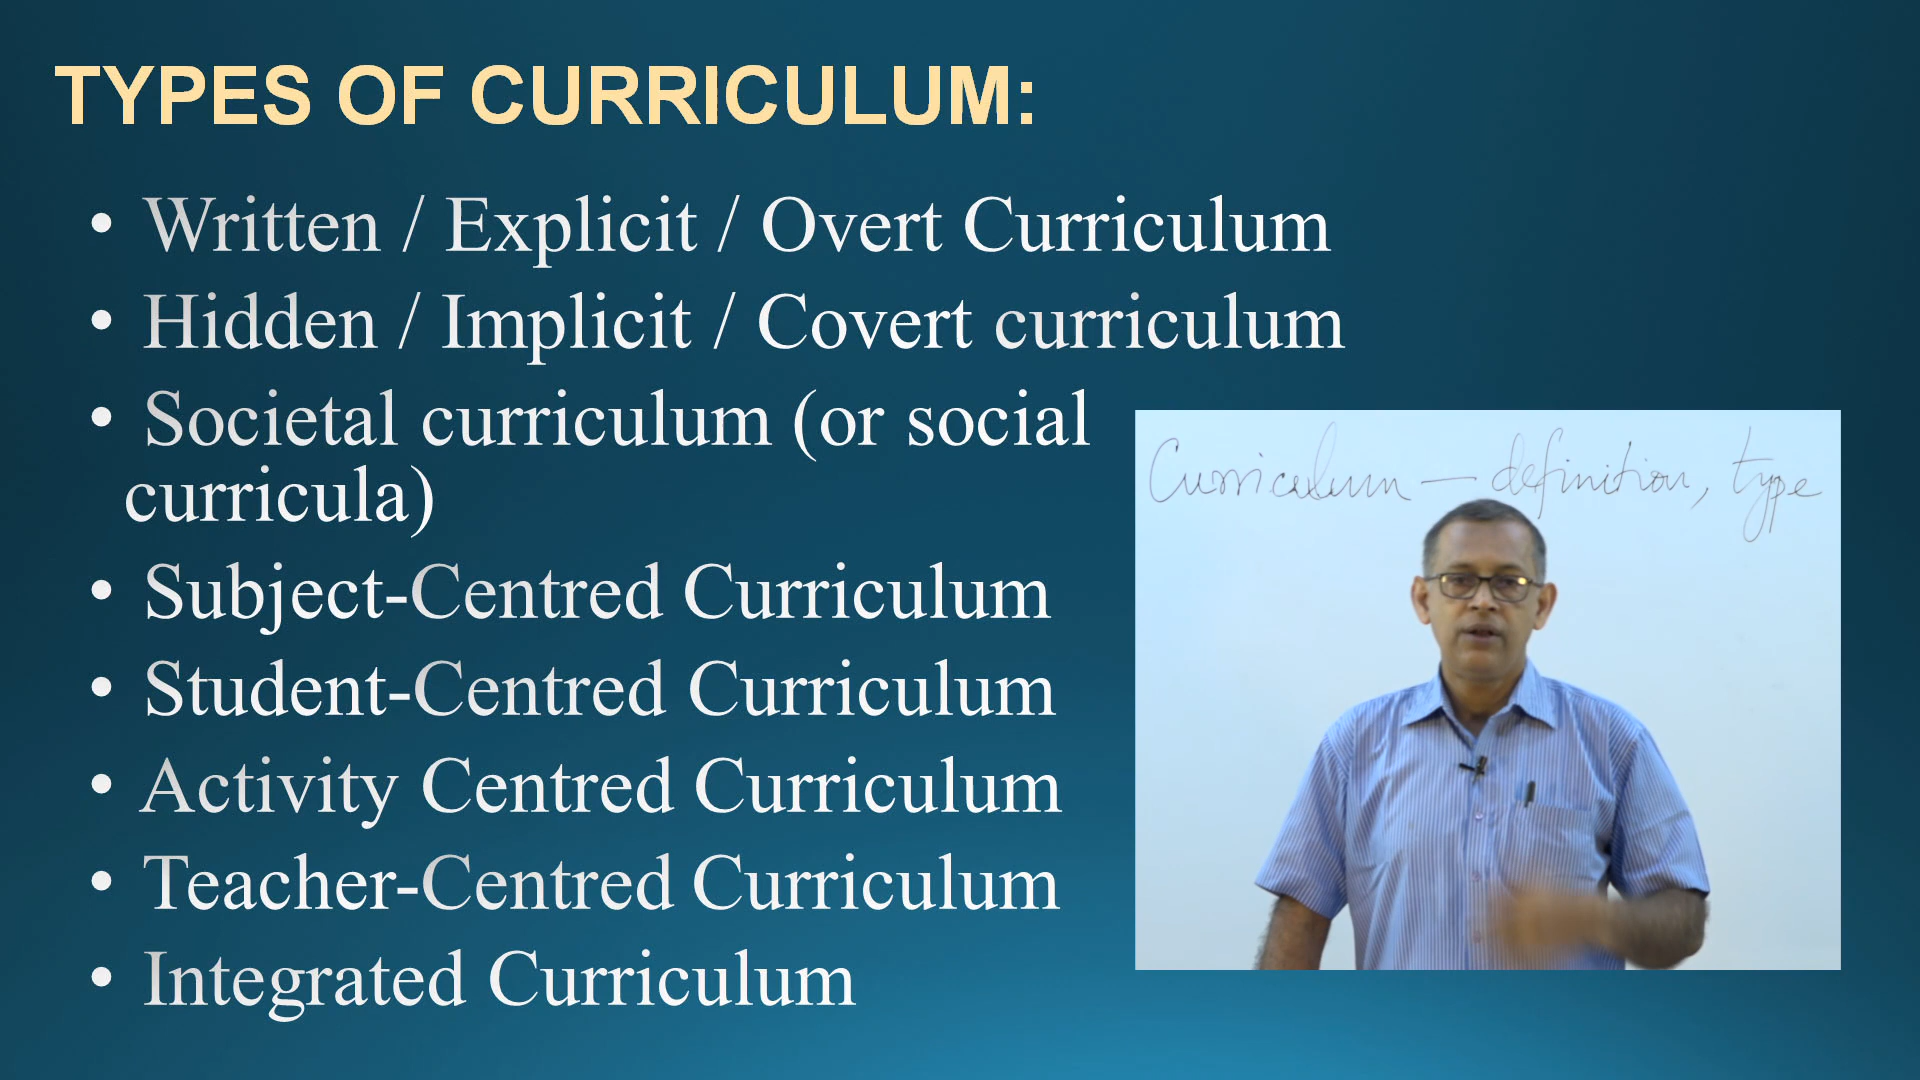 TYPES OF CURRICULUM:
• Written / Explicit / Overt Curriculum
• Hidden / Implicit / Covert curriculum
• Societal curriculum (or social
curricula)
• Subject-Centred Curriculum
• Student-Centred Curriculum
• Activity Centred Curriculum
• Teacher-Centred Curriculum
• Integrated Curriculum
Curriculum – definition, type